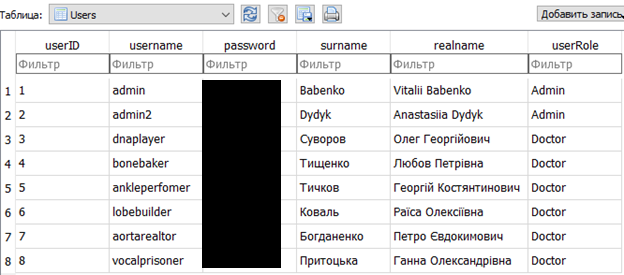 Таблица: Users Добавить запись
userID username password surname realname userRole
Фильтр Фильтр Фильтр Фильтр Фильтр Фильтр
1 1 admin Babenko Vitalii Babenko Admin
2 2 admin2 Dydyk Anastasiia Dydyk Admin
3 3 dnaplayer Суворов Олег Георгійович Doctor
4 4 bonebaker Тищенко Любов Петрівна Doctor
5 5 ankleperfomer Тичков Георгій Костянтинович Doctor
6 6 lobebuilder Коваль Раїса Олексіївна Doctor
7 7 aortarealtor Богданенко Петро Євдокимович Doctor
8 8 vocalprisoner Притоцька Ганна Олександрівна Doctor